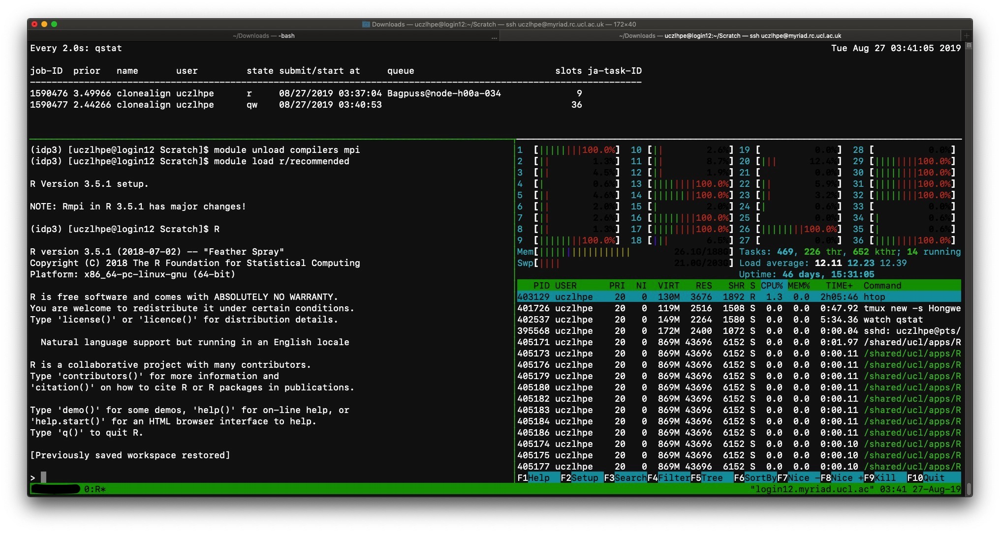 Downloads — uczlhpe@login12:~/Scratch — ssh uczlhpe@myriad.rc.ucl.ac.uk — 172×40
~/Downloads — -bash ... ~/Downloads — uczlhpe@login12:~/Scratch — ssh uczlhpe@myriad.rc.ucl.ac.uk +
Every 2.0s: qstat Tue Aug 27 03:41:05 2019
job-ID prior name user state submit/start at queue slots ja-task-ID
1590476 3.49966 clonealign uczlhpe r 08/27/2019 03:37:04 Bagpuss@node-h00a-034 9
1590477 2.44266 clonealign uczlhpe qw 08/27/2019 03:40:53 36
(idp3) [uczlhpe@login12 Scratch]$ module unload compilers mpi
(idp3) [uczlhpe@login12 Scratch]$ module load r/recommended
R Version 3.5.1 setup.
NOTE: Rmpi in R 3.5.1 has major changes!
(idp3) [uczlhpe@login12 Scratch]$ R
R version 3.5.1 (2018-07-02) -- "Feather Spray"
Copyright (C) 2018 The R Foundation for Statistical Computing
Platform: x86_64-pc-linux-gnu (64-bit)
R is free software and comes with ABSOLUTELY NO WARRANTY.
You are welcome to redistribute it under certain conditions.
Type 'license()' or 'licence()' for distribution details.
Natural language support but running in an English locale
R is a collaborative project with many contributors.
Type 'contributors()' for more information and
'citation()' on how to cite R or R packages in publications.
Type 'demo()' for some demos, 'help()' for on-line help, or
'help.start()' for an HTML browser interface to help.
Type 'q()' to quit R.
[Previously saved workspace restored]
>
1 [||||||||100.0%] 10 [|| 2.6%] 19 [ 0.0%] 28 [ 0.0%]
2 [|| 1.3%] 11 [|| 8.7%] 20 [||| 12.4%] 29 [||||||||100.0%]
3 [|| 4.5%] 12 [|| 1.9%] 21 [ 0.0%] 30 [||||||||100.0%]
4 [| 0.6%] 13 [||||||||100.0%] 22 [|| 5.9%] 31 [||||||||100.0%]
5 [|| 4.6%] 14 [||||||||100.0%] 23 [|| 3.2%] 32 [||||||||100.0%]
6 [|| 2.0%] 15 [| 2.0%] 24 [| 0.6%] 33 [ 0.0%]
7 [|| 2.6%] 16 [||||||||100.0%] 25 [ 0.0%] 34 [| 0.6%]
8 [|| 1.3%] 17 [||||||||100.0%] 26 [||||||||100.0%] 35 [| 0.6%]
9 [||||||||100.0%] 18 [||| 6.5%] 27 [ 0.0%] 36 [||||||||100.0%]
Mem[||||||||||||||||| 26.1G/188G] Tasks: 469, 226 thr, 652 kthr; 14 running
Swp[|||| 21.0G/203G] Load average: 12.11 12.23 12.39
Uptime: 46 days, 15:31:05
PID USER PRI NI VIRT RES SHR S CPU% MEM% TIME+ Command
403129 uczlhpe 20 0 130M 3676 1892 R 1.3 0.0 2h05:46 htop
401726 uczlhpe 20 0 119M 2516 1508 S 0.0 0.0 0:47.92 tmux new -s Hongwe
402537 uczlhpe 20 0 149M 2264 1580 S 0.0 0.0 5:34.36 watch qstat
395568 uczlhpe 20 0 172M 2400 1072 S 0.0 0.0 0:00.04 sshd: uczlhpe@pts/
405171 uczlhpe 20 0 869M 43696 6152 S 0.0 0.0 0:01.97 /shared/ucl/apps/R
405173 uczlhpe 20 0 869M 43696 6152 S 0.0 0.0 0:00.11 /shared/ucl/apps/R
405176 uczlhpe 20 0 869M 43696 6152 S 0.0 0.0 0:00.11 /shared/ucl/apps/R
405179 uczlhpe 20 0 869M 43696 6152 S 0.0 0.0 0:00.11 /shared/ucl/apps/R
405180 uczlhpe 20 0 869M 43696 6152 S 0.0 0.0 0:00.11 /shared/ucl/apps/R
405182 uczlhpe 20 0 869M 43696 6152 S 0.0 0.0 0:00.11 /shared/ucl/apps/R
405183 uczlhpe 20 0 869M 43696 6152 S 0.0 0.0 0:00.11 /shared/ucl/apps/R
405184 uczlhpe 20 0 869M 43696 6152 S 0.0 0.0 0:00.11 /shared/ucl/apps/R
405186 uczlhpe 20 0 869M 43696 6152 S 0.0 0.0 0:00.11 /shared/ucl/apps/R
405174 uczlhpe 20 0 869M 43696 6152 S 0.0 0.0 0:00.10 /shared/ucl/apps/R
405175 uczlhpe 20 0 869M 43696 6152 S 0.0 0.0 0:00.10 /shared/ucl/apps/R
405177 uczlhpe 20 0 869M 43696 6152 S 0.0 0.0 0:00.10 /shared/ucl/apps/R
F1Help F2Setup F3SearchF4FilterF5Tree F6SortByF7Nice -F8Nice +F9Kill F10Quit
0:R* "login12.myriad.ucl.ac" 03:41 27-Aug-19